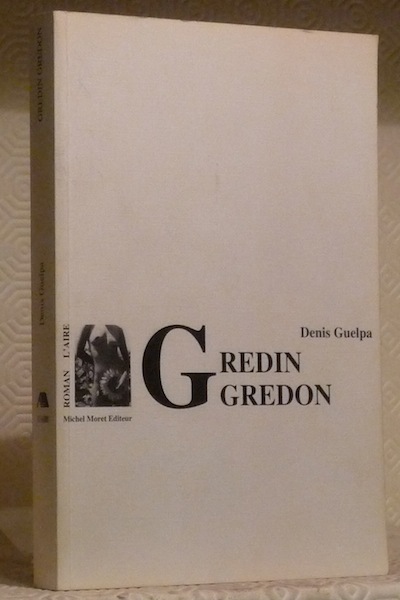 GREDIN GREDON
Denis Guelpa
ROMAN L'AIRE
Michel Moret Editeur
Denis Guelpa
GREDIN
GREDON